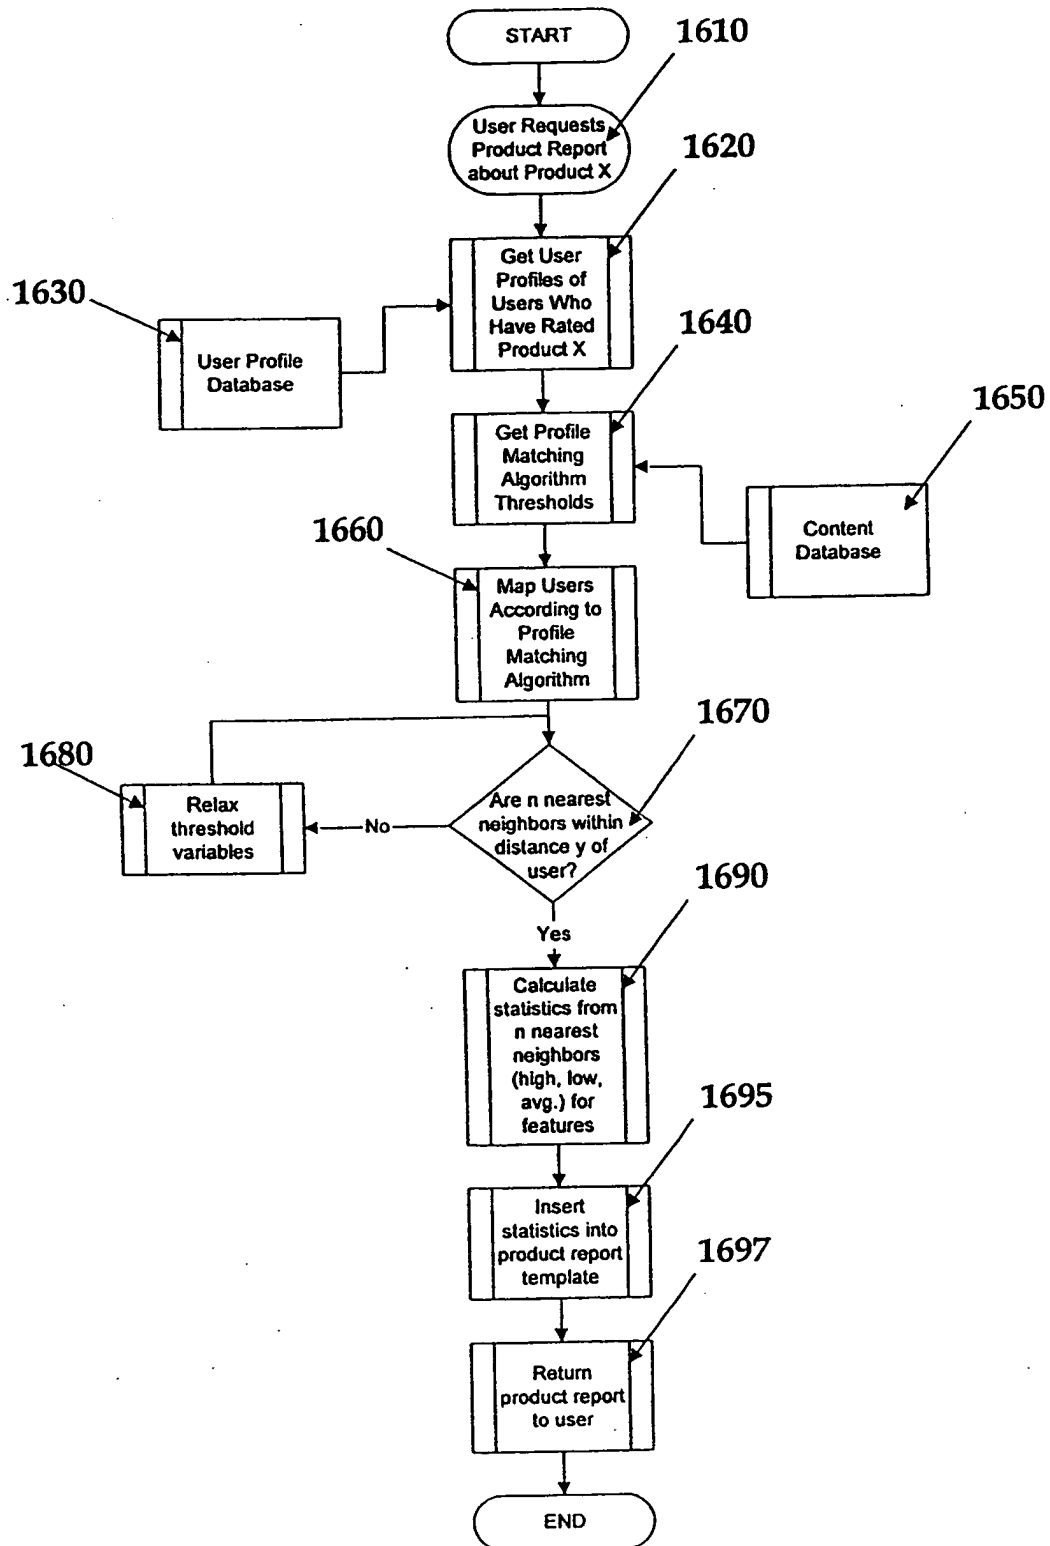 START
1610
User Requests
Product Report
about Product X
1620
Get User
Profiles of
Users Who
Have Rated
Product X
1630
User Profile
Database
1640
Get Profile
Matching
Algorithm
Thresholds
1650
Content
Database
1660
Map Users
According to
Profile
Matching
Algorithm
1670
Are n nearest
neighbors within
distance y of
user?
1680
Relax
threshold
variables
No
Yes
1690
Calculate
statistics from
n nearest
neighbors
(high, low,
avg.) for
features
1695
Insert
statistics into
product report
template
1697
Return
product report
to user
END